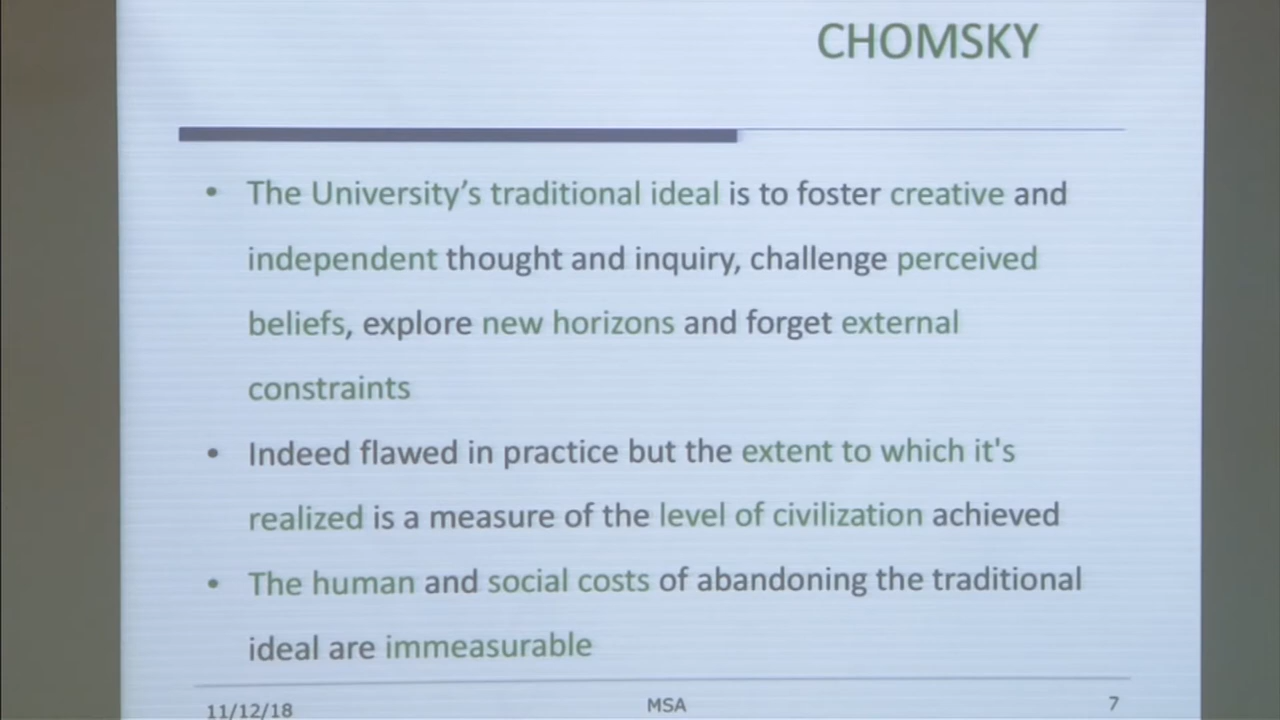 CHOMSKY
• The University’s traditional ideal is to foster creative and
independent thought and inquiry, challenge perceived
beliefs, explore new horizons and forget external
constraints
• Indeed flawed in practice but the extent to which it's
realized is a measure of the level of civilization achieved
• The human and social costs of abandoning the traditional
ideal are immeasurable
11/12/18 MSA 7